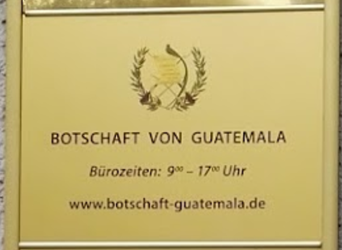 BOTSCHAFT VON GUATEMALA
Bürozeiten: 9⁰⁰ – 17⁰⁰ Uhr
www.botschaft-guatemala.de